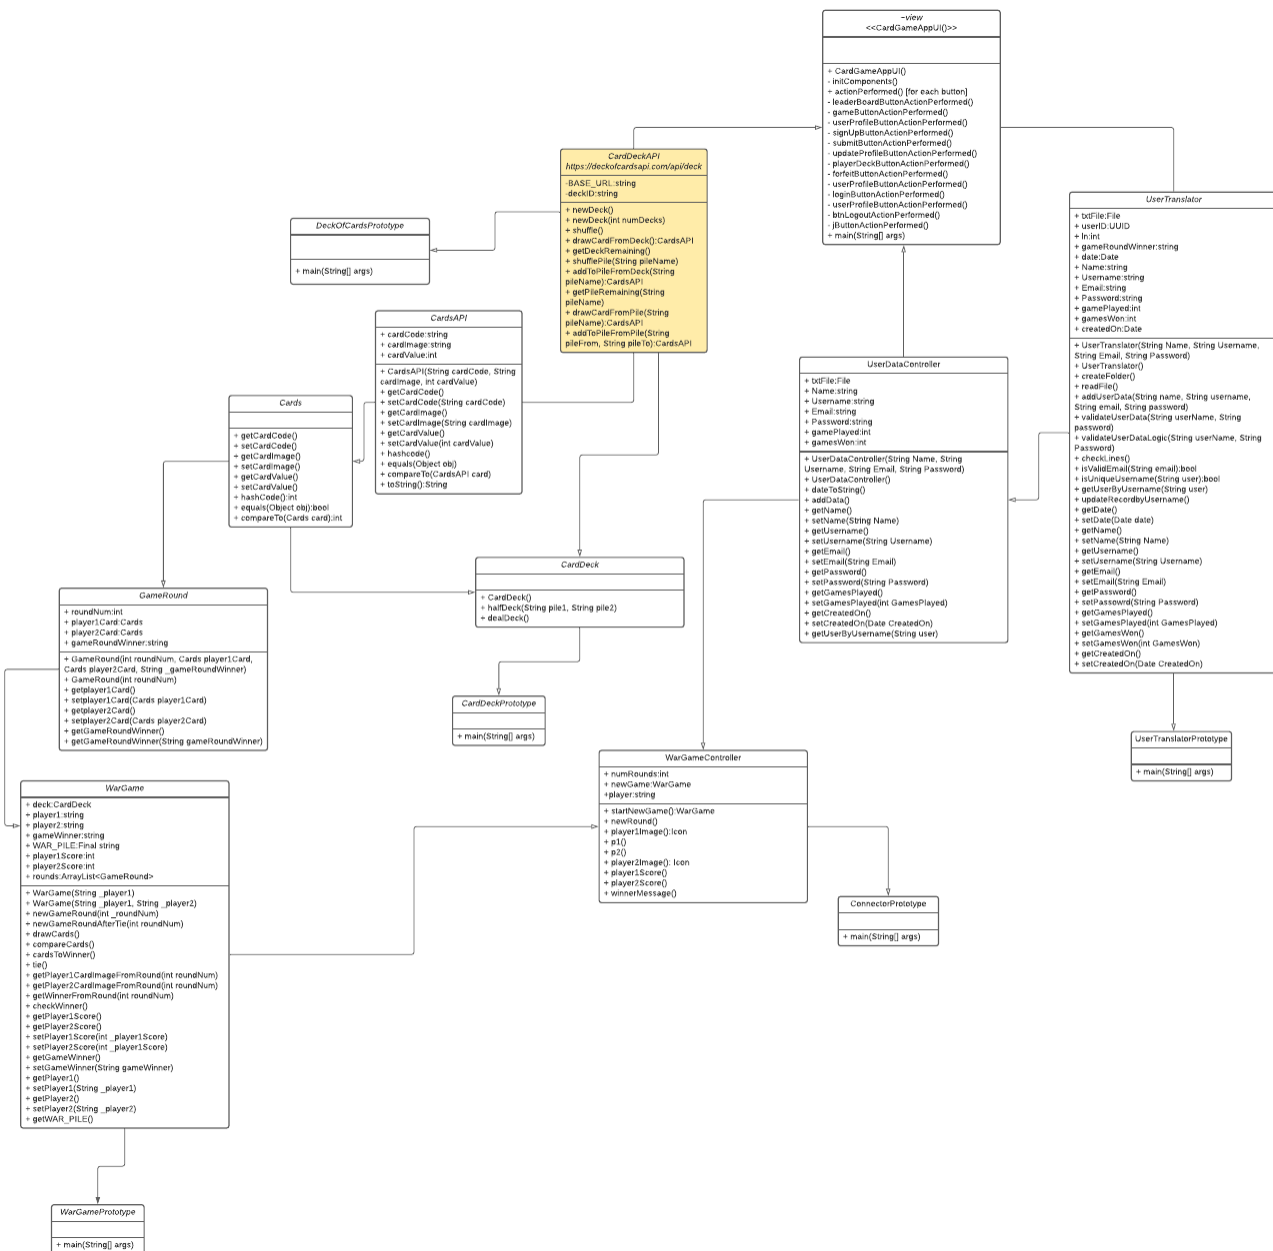 ~view
<<CardGameAppUI()>>
+ CardGameAppUI()
- initComponents()
+ actionPerformed() [for each button]
- leaderBoardButtonActionPerformed()
- gameButtonActionPerformed()
- userProfileButtonActionPerformed()
- signUpButtonActionPerformed()
- submitButtonActionPerformed()
- updateProfileButtonActionPerformed()
- playerDeckButtonActionPerformed()
- forfeitButtonActionPerformed()
- userProfileButtonActionPerformed()
- loginButtonActionPerformed()
- userProfileButtonActionPerformed()
- btnLogoutActionPerformed()
- jButtonActionPerformed()
+ main(String[] args)
CardDeckAPI
https://deckofcardsapi.com/api/deck
-BASE_URL:string
-deckID:string
+ newDeck()
+ newDeck(int numDecks)
+ shuffle()
+ drawCardFromDeck():CardsAPI
+ getDeckRemaining()
+ shufflePile(String pileName)
+ addToPileFromDeck(String
pileName):CardsAPI
+ getPileRemaining(String
pileName)
+ drawCardFromPile(String
pileName):CardsAPI
+ addToPileFromPile(String
pileFrom, String pileTo):CardsAPI
DeckOfCardsPrototype
+ main(String[] args)
UserTranslator
+ txtFile:File
+ userID:UUID
+ ln:int
+ gameRoundWinner:string
+ date:Date
+ Name:string
+ Username:string
+ Email:string
+ Password:string
+ gamePlayed:int
+ gamesWon:int
+ createdOn:Date
+ UserTranslator(String Name, String Username,
String Email, String Password)
+ UserTranslator()
+ createFolder()
+ readFile()
+ addUserData(String name, String username,
String email, String password)
+ validateUserData(String userName, String
password)
+ validateUserDataLogic(String userName, String
Password)
+ checkLines()
+ isValidEmail(String email):bool
+ isUniqueUsername(String user):bool
+ getUserByUsername(String user)
+ updateRecordbyUsername()
+ getDate()
+ setDate(Date date)
+ getName()
+ setName(String Name)
+ getUsername()
+ setUsername(String Username)
+ getEmail()
+ setEmail(String Email)
+ getPassword()
+ setPassowrd(String Password)
+ getGamesPlayed()
+ setGamesPlayed(int GamesPlayed)
+ getGamesWon()
+ setGamesWon(int GamesWon)
+ getCreatedOn()
+ setCreatedOn(Date CreatedOn)
CardsAPI
+ cardCode:string
+ cardImage:string
+ cardValue:int
+ CardsAPI(String cardCode, String
cardImage, int cardValue)
+ getCardCode()
+ setCardCode(String cardCode)
+ getCardImage()
+ setCardImage(String cardImage)
+ getCardValue()
+ setCardValue(int cardValue)
+ hashcode()
+ equals(Object obj)
+ compareTo(CardsAPI card)
+ toString():String
UserDataController
+ txtFile:File
+ Name:string
+ Username:string
+ Email:string
+ Password:string
+ gamePlayed:int
+ gamesWon:int
+ UserDataController(String Name, String
Username, String Email, String Password)
+ UserDataController()
+ dateToString()
+ addData()
+ getName()
+ setName(String Name)
+ getUsername()
+ setUsername(String Username)
+ getEmail()
+ setEmail(String Email)
+ getPassword()
+ setPassword(String Password)
+ getGamesPlayed()
+ setGamesPlayed(int GamesPlayed)
+ getCreatedOn()
+ setCreatedOn(Date CreatedOn)
+ getUserByUsername(String user)
Cards
+ getCardCode()
+ setCardCode()
+ getCardImage()
+ setCardImage()
+ getCardValue()
+ setCardValue()
+ hashCode():int
+ equals(Object obj):bool
+ compareTo(Cards card):int
CardDeck
+ CardDeck()
+ halfDeck(String pile1, String pile2)
+ dealDeck()
GameRound
+ roundNum:int
+ player1Card:Cards
+ player2Card:Cards
+ gameRoundWinner:string
+ GameRound(int roundNum, Cards player1Card,
Cards player2Card, String _gameRoundWinner)
+ GameRound(int roundNum)
+ getplayer1Card()
+ setplayer1Card(Cards player1Card)
+ getplayer2Card()
+ setplayer2Card(Cards player2Card)
+ getGameRoundWinner()
+ getGameRoundWinner(String gameRoundWinner)
CardDeckPrototype
+ main(String[] args)
UserTranslatorPrototype
+ main(String[] args)
WarGameController
+ numRounds:int
+ newGame:WarGame
+player:string
+ startNewGame():WarGame
+ newRound()
+ player1Image():Icon
+ p1()
+ p2()
+ player2Image(): Icon
+ player1Score()
+ player2Score()
+ winnerMessage()
WarGame
+ deck:CardDeck
+ player1:string
+ player2:string
+ gameWinner:string
+ WAR_PILE:Final string
+ player1Score:int
+ player2Score:int
+ rounds:ArrayList<GameRound>
+ WarGame(String _player1)
+ WarGame(String _player1, String _player2)
+ newGameRound(int _roundNum)
+ newGameRoundAfterTie(int roundNum)
+ drawCards()
+ compareCards()
+ cardsToWinner()
+ tie()
+ getPlayer1CardImageFromRound(int roundNum)
+ getPlayer2CardImageFromRound(int roundNum)
+ getWinnerFromRound(int roundNum)
+ checkWinner()
+ getPlayer1Score()
+ getPlayer2Score()
+ setPlayer1Score(int _player1Score)
+ setPlayer2Score(int _player1Score)
+ getGameWinner()
+ setGameWinner(String gameWinner)
+ getPlayer1()
+ setPlayer1(String _player1)
+ getPlayer2()
+ setPlayer2(String _player2)
+ getWAR_PILE()
ConnectorPrototype
+ main(String[] args)
WarGamePrototype
+ main(String[] args)